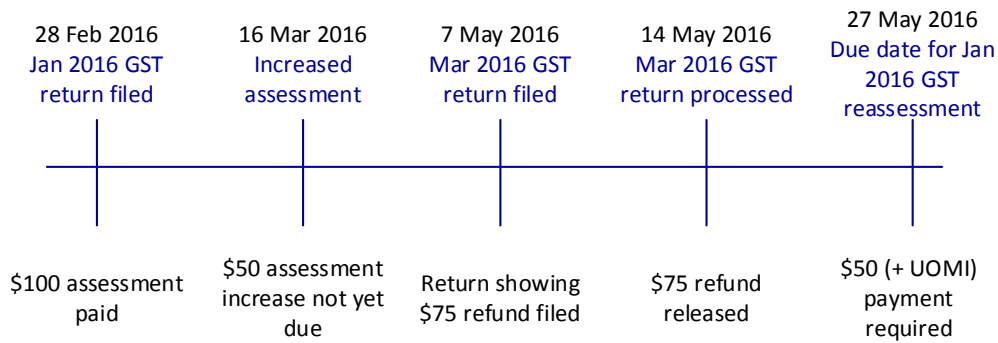 28 Feb 2016
Jan 2016 GST
return filed
16 Mar 2016
Increased
assessment
7 May 2016
Mar 2016 GST
return filed
14 May 2016
Mar 2016 GST
return processed
27 May 2016
Due date for Jan
2016 GST
reassessment
$100 assessment
paid
$50 assessment
increase not yet
due
Return showing
$75 refund filed
$75 refund
released
$50 (+ UOMI)
payment
required